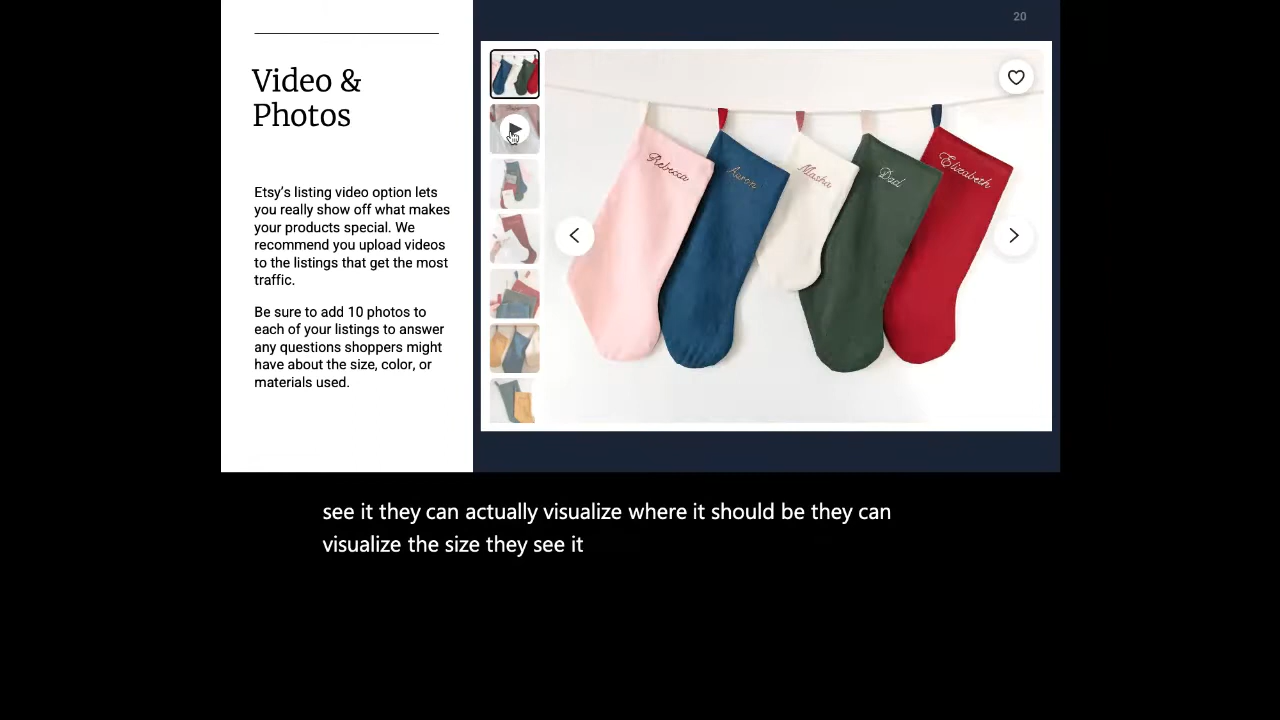 20
Video &
Photos
Etsy's listing video option lets
you really show off what makes
your products special. We
recommend you upload videos
to the listings that get the most
traffic.
Be sure to add 10 photos to
each of your listings to answer
any questions shoppers might
have about the size, color, or
materials used.
Rebecca
Aaron
Masha
Dad
Elizabeth
see it they can actually visualize where it should be they can
visualize the size they see it